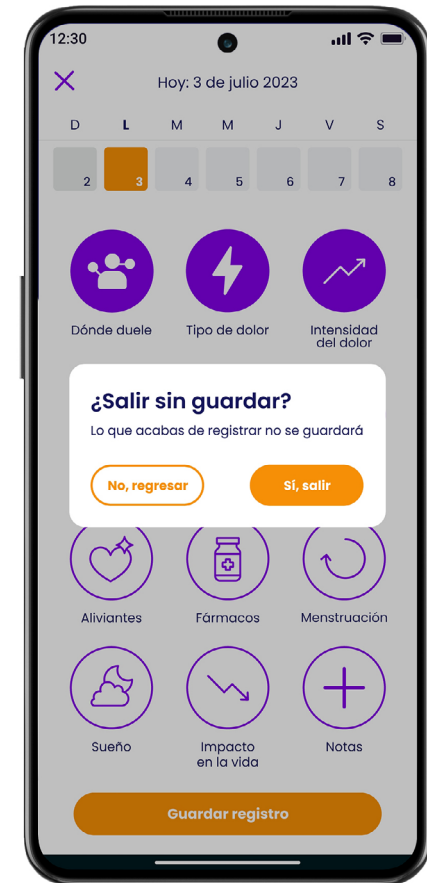 12:30
Hoy: 3 de julio 2023
D L M M J V S
2 3 4 5 6 7 8
Dónde duele Tipo de dolor Intensidad
del dolor
¿Salir sin guardar?
Lo que acabas de registrar no se guardará
No, regresar Sí, salir
Aliviantes Fármacos Menstruación
Sueño Impacto Notas
en la vida
Guardar registro